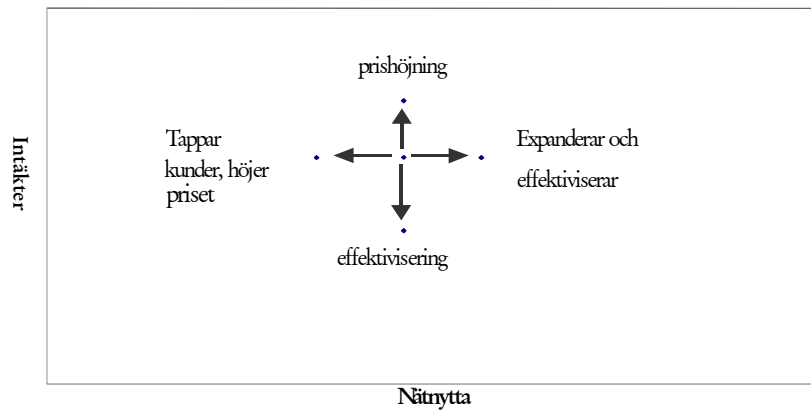 prishöjning
Tappar
kunder, höjer
priset
Expanderar och
effektiviserar
effektivisering
Intäkter
Nätnytta